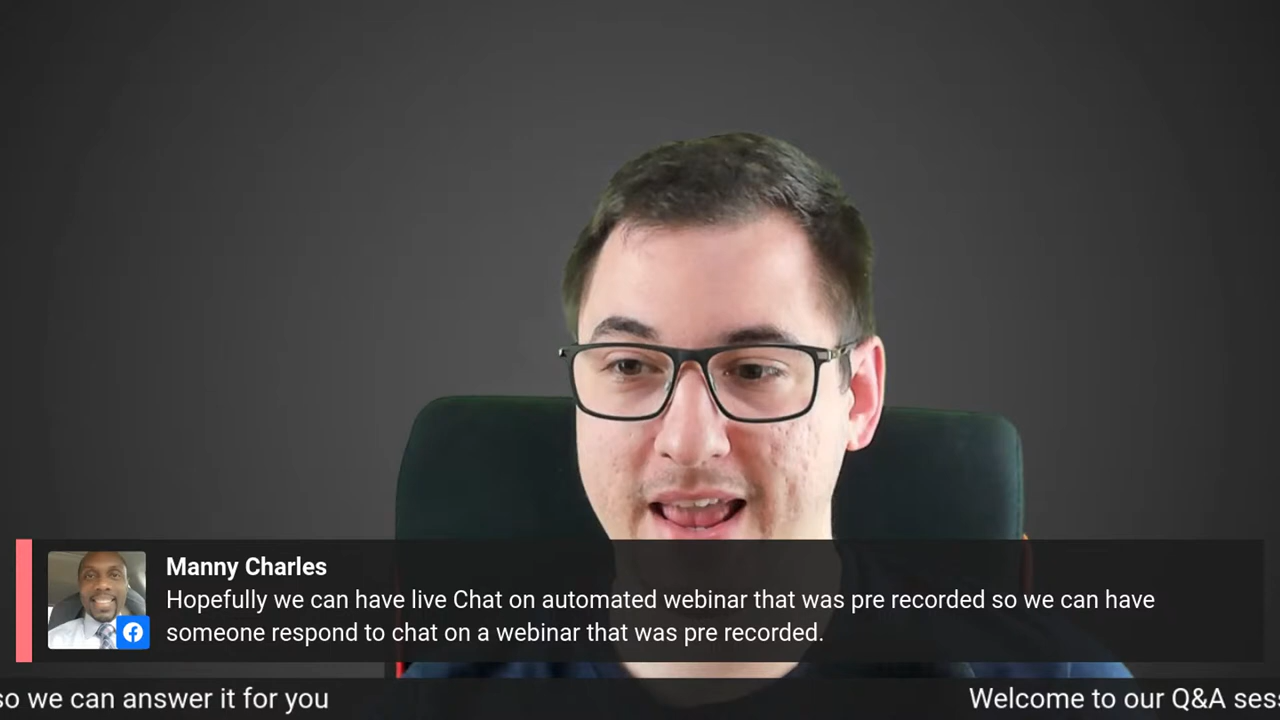 Manny Charles
Hopefully we can have live Chat on automated webinar that was pre recorded so we can have
someone respond to chat on a webinar that was pre recorded.
so we can answer it for you
Welcome to our Q&A